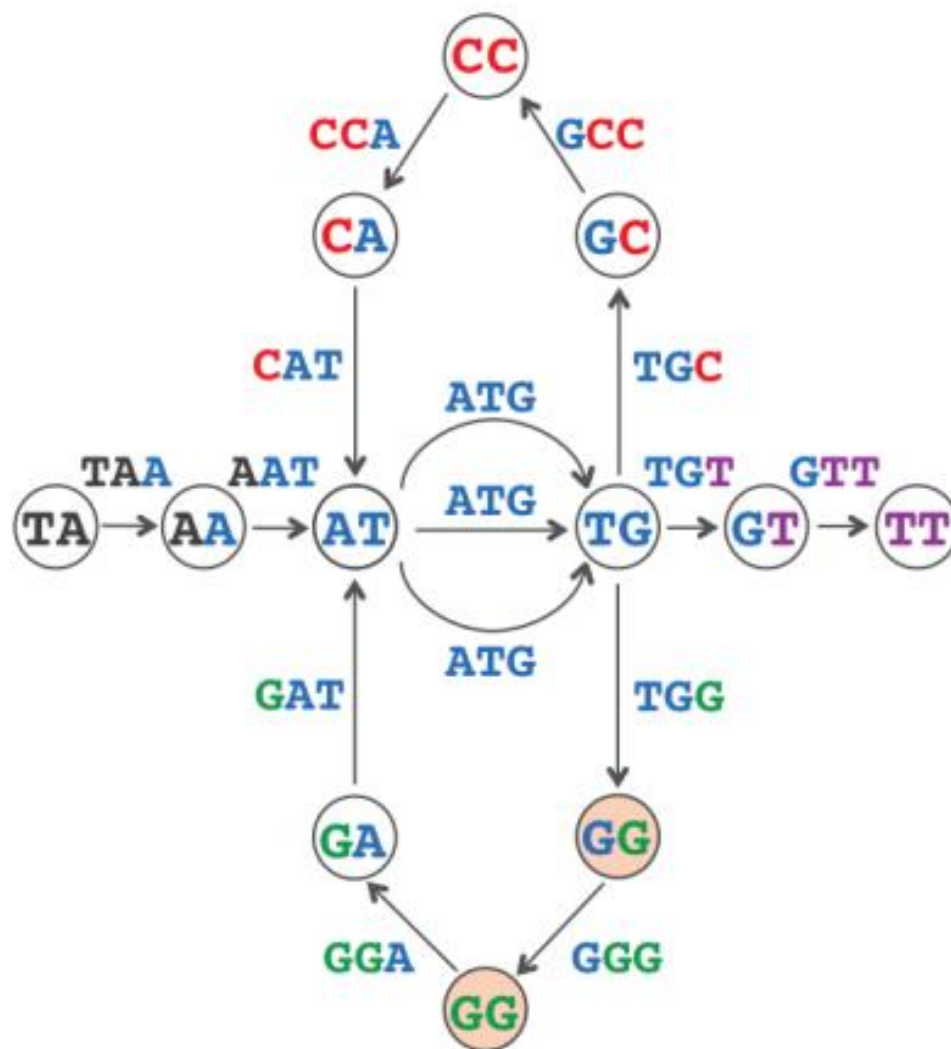 CC
CCA GCC
CA GC
CAT TGC
ATG
TAA AAT ATG TGT GTT
TA AA AT TG GT TT
ATG
GAT TGG
GA GG
GGA GGG
GG